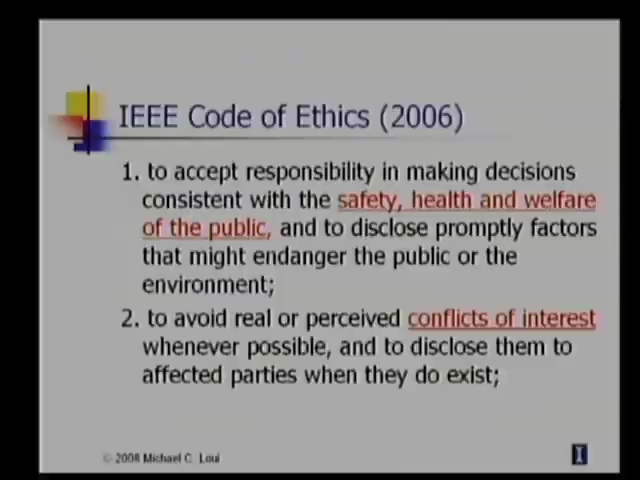 IEEE Code of Ethics (2006)
1. to accept responsibility in making decisions
consistent with the safety, health and welfare
of the public, and to disclose promptly factors
that might endanger the public or the
environment;
2. to avoid real or perceived conflicts of interest
whenever possible, and to disclose them to
affected parties when they do exist;
© 2008 Michael C. Loui
I